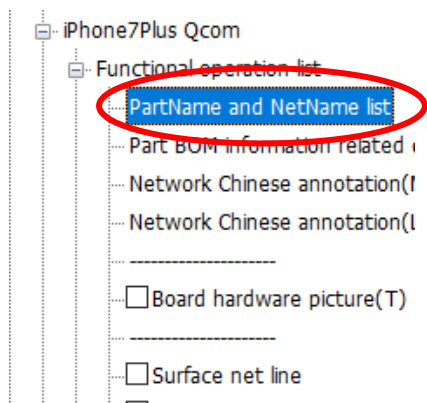 iPhone7Plus Qcom
Functional operation list
PartName and NetName list
Part BOM information related
Network Chinese annotation(
Network Chinese annotation(
--------------------
Board hardware picture(T)
--------------------
Surface net line